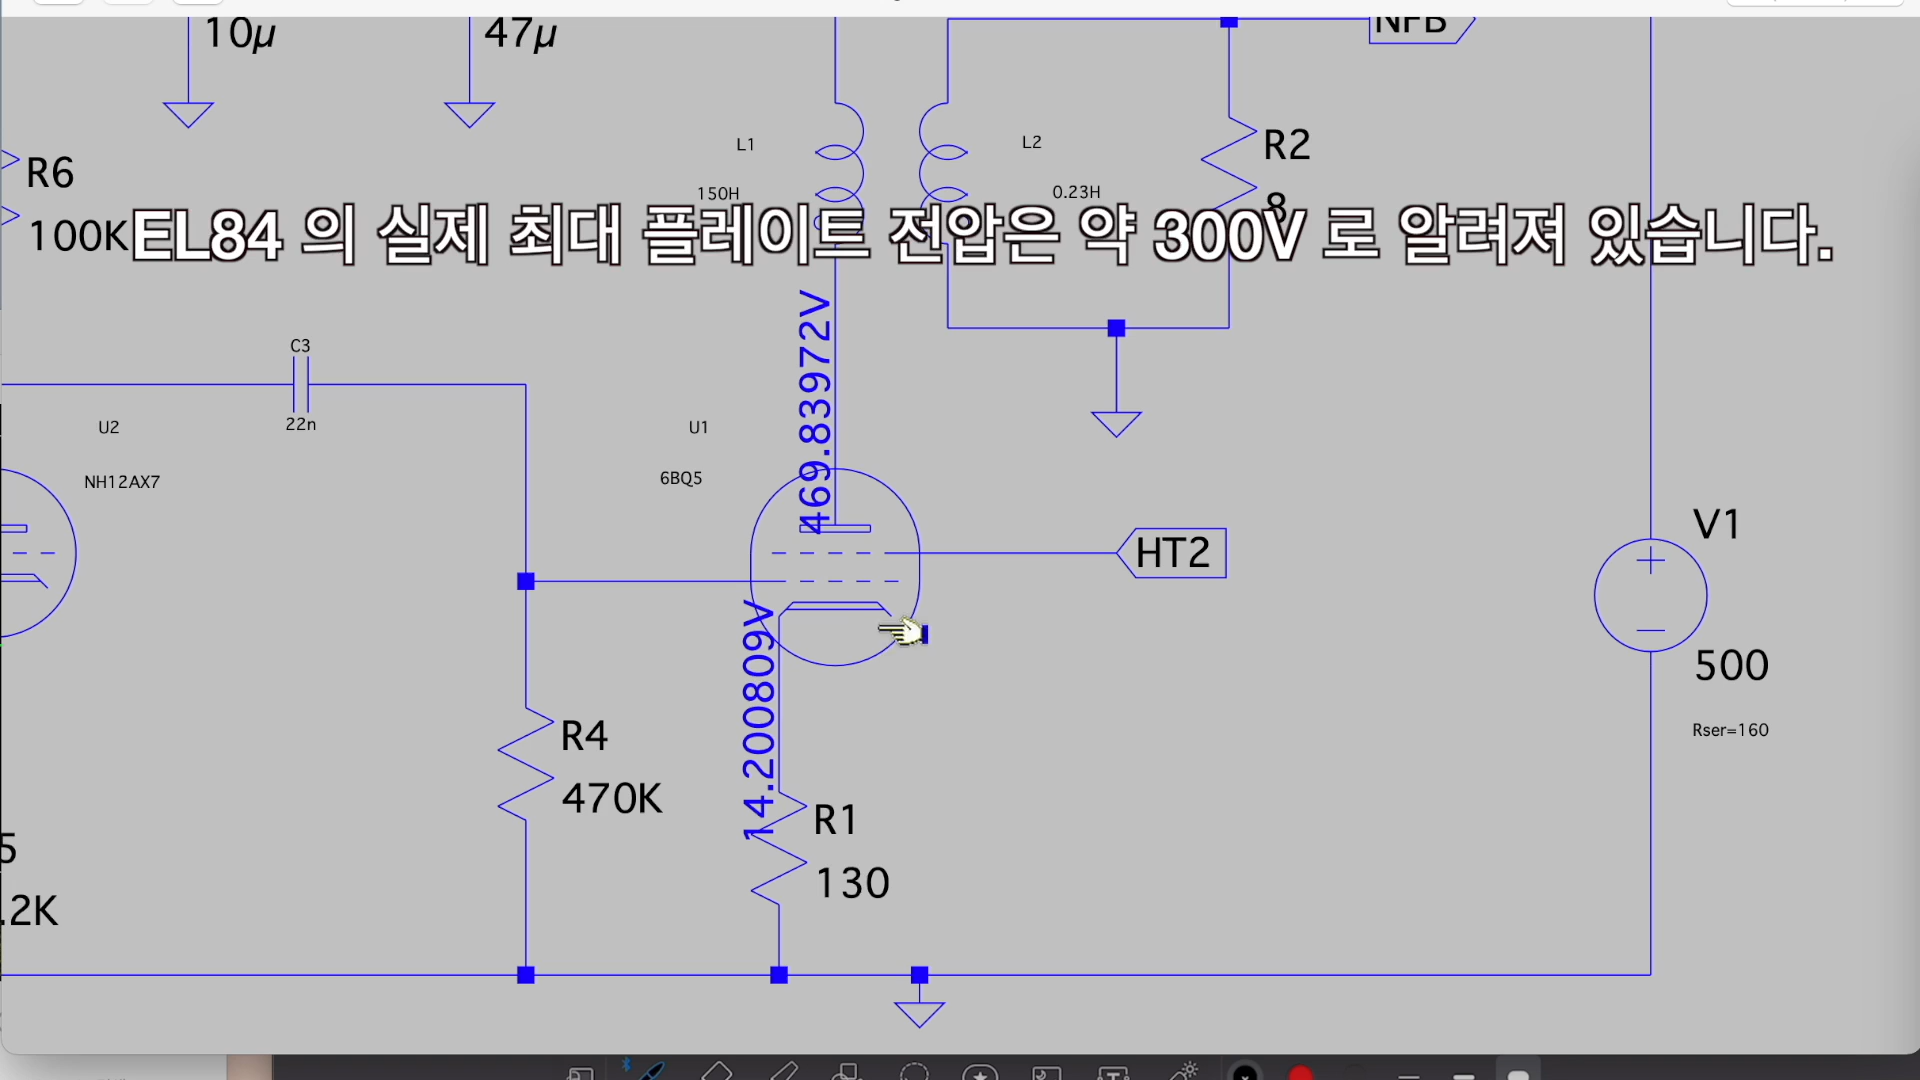 10µ
47µ
NFB
L1
L2
R2
R6
150H
0.23H
8
100K
EL84 의 실제 최대 플레이트 전압은 약 300V 로 알려져 있습니다.
469.83972V
C3
22n
U2
U1
NH12AX7
6BQ5
V1
HT2
14.200809V
500
R4
Rser=160
470K
R1
5
130
.2K